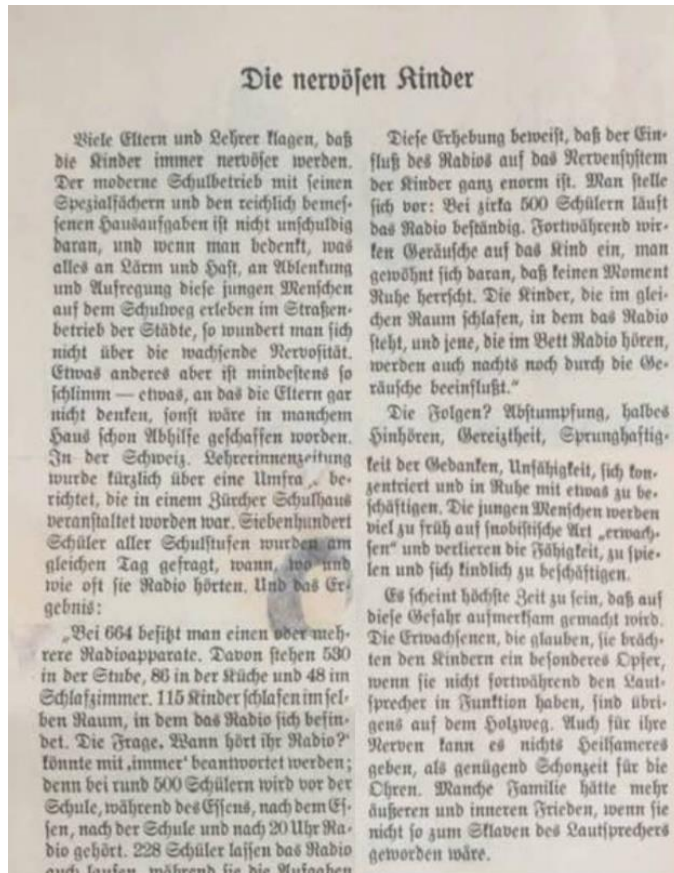 Die nervösen Kinder
Viele Eltern und Lehrer klagen, daß
die Kinder immer nervöser werden.
Der moderne Schulbetrieb mit seinen
Spezialfächern und den reichlich bemes-
senen Hausaufgaben ist nicht unschuldig
daran, und wenn man bedenkt, was
alles an Lärm und Hast, an Ablenkung
und Aufregung diese jungen Menschen
auf dem Schulweg erleben im Straßen-
betrieb der Städte, so wundert man sich
nicht über die wachsende Nervosität.
Etwas anderes aber ist mindestens so
schlimm — etwas, an das die Eltern gar
nicht denken, sonst wäre in manchem
Haus schon Abhilfe geschaffen worden.
In der Schweiz. Lehrerinnenzeitung
wurde kürzlich über eine be-
richtet, die in einem Zürcher Schulhaus
veranstaltet worden war. Siebenhundert
Schüler aller Schulstufen wurden am
gleichen Tag gefragt, wann, wo und
wie oft sie Radio hörten. Und das Er-
gebnis:
„Bei 664 besitzt man einen oder meh-
rere Radioapparate. Davon stehen 530
in der Stube, 86 in der Küche und 48 im
Schlafzimmer. 115 Kinder schlafen im sel-
ben Raum, in dem das Radio sich befin-
det. Die Frage. Wann hört ihr Radio?‘
könnte mit ‚immer‘ beantwortet werden;
denn bei rund 500 Schülern wird vor der
Schule, während des Essens, nach dem Es-
sen, nach der Schule und nach 20 Uhr Ra-
dio gehört. 228 Schüler lassen das Radio
auch laufen, während sie die Aufgaben
Diese Erhebung beweist, daß der Ein-
fluß des Radios auf das Nervensystem
der Kinder ganz enorm ist. Man stelle
sich vor: Bei zirka 500 Schülern läuft
das Radio beständig. Fortwährend wir-
ken Geräusche auf das Kind ein, man
gewöhnt sich daran, daß keinen Moment
Ruhe herrscht. Die Kinder, die im glei-
chen Raum schlafen, in dem das Radio
steht, und jene, die im Bett Radio hören,
werden auch nachts noch durch die Ge-
räusche beeinflußt.“
Die Folgen? Abstumpfung, halbes
Hinhören, Gereiztheit, Sprunghaftig-
keit der Gedanken, Unfähigkeit, sich kon-
zentriert und in Ruhe mit etwas zu be-
schäftigen. Die jungen Menschen werden
viel zu früh auf snobistische Art „erwach-
sen“ und verlieren die Fähigkeit, zu spie-
len und sich kindlich zu beschäftigen.
Es scheint höchste Zeit zu sein, daß auf
diese Gefahr aufmerksam gemacht wird.
Die Erwachsenen, die glauben, sie bräch-
ten den Kindern ein besonderes Opfer,
wenn sie nicht fortwährend den Laut-
sprecher in Funktion haben, sind übri-
gens auf dem Holzweg. Auch für ihre
Nerven kann es nichts Heilsameres
geben, als genügend Schonzeit für die
Ohren. Manche Familie hätte mehr
äußeren und inneren Frieden, wenn sie
nicht so zum Sklaven des Lautsprechers
geworden wäre.